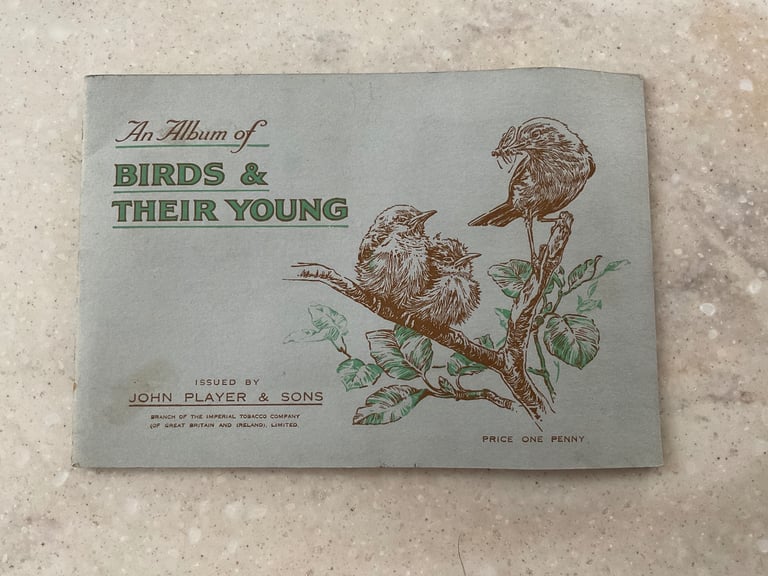 An Album of
BIRDS &
THEIR YOUNG
ISSUED BY
JOHN PLAYER & SONS
BRANCH OF THE IMPERIAL TOBACCO COMPANY
(OF GREAT BRITAIN AND IRELAND), LIMITED.
PRICE ONE PENNY